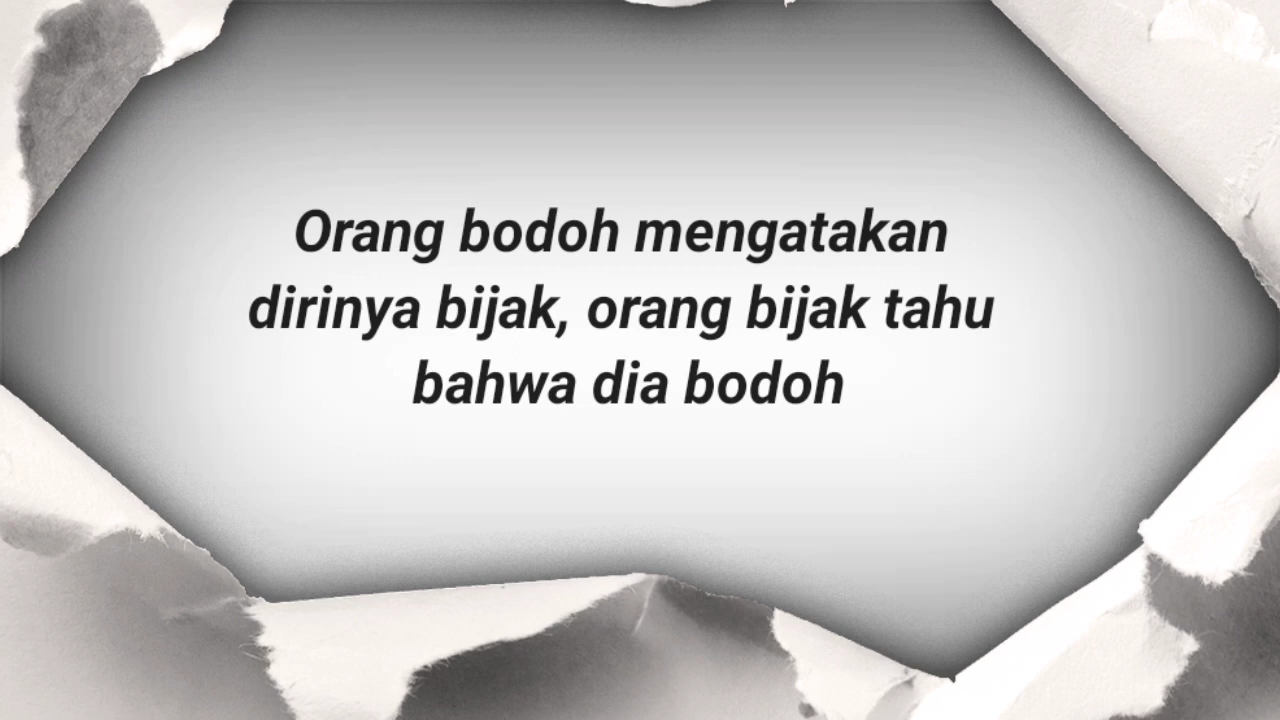 Orang bodoh mengatakan
dirinya bijak, orang bijak tahu
bahwa dia bodoh